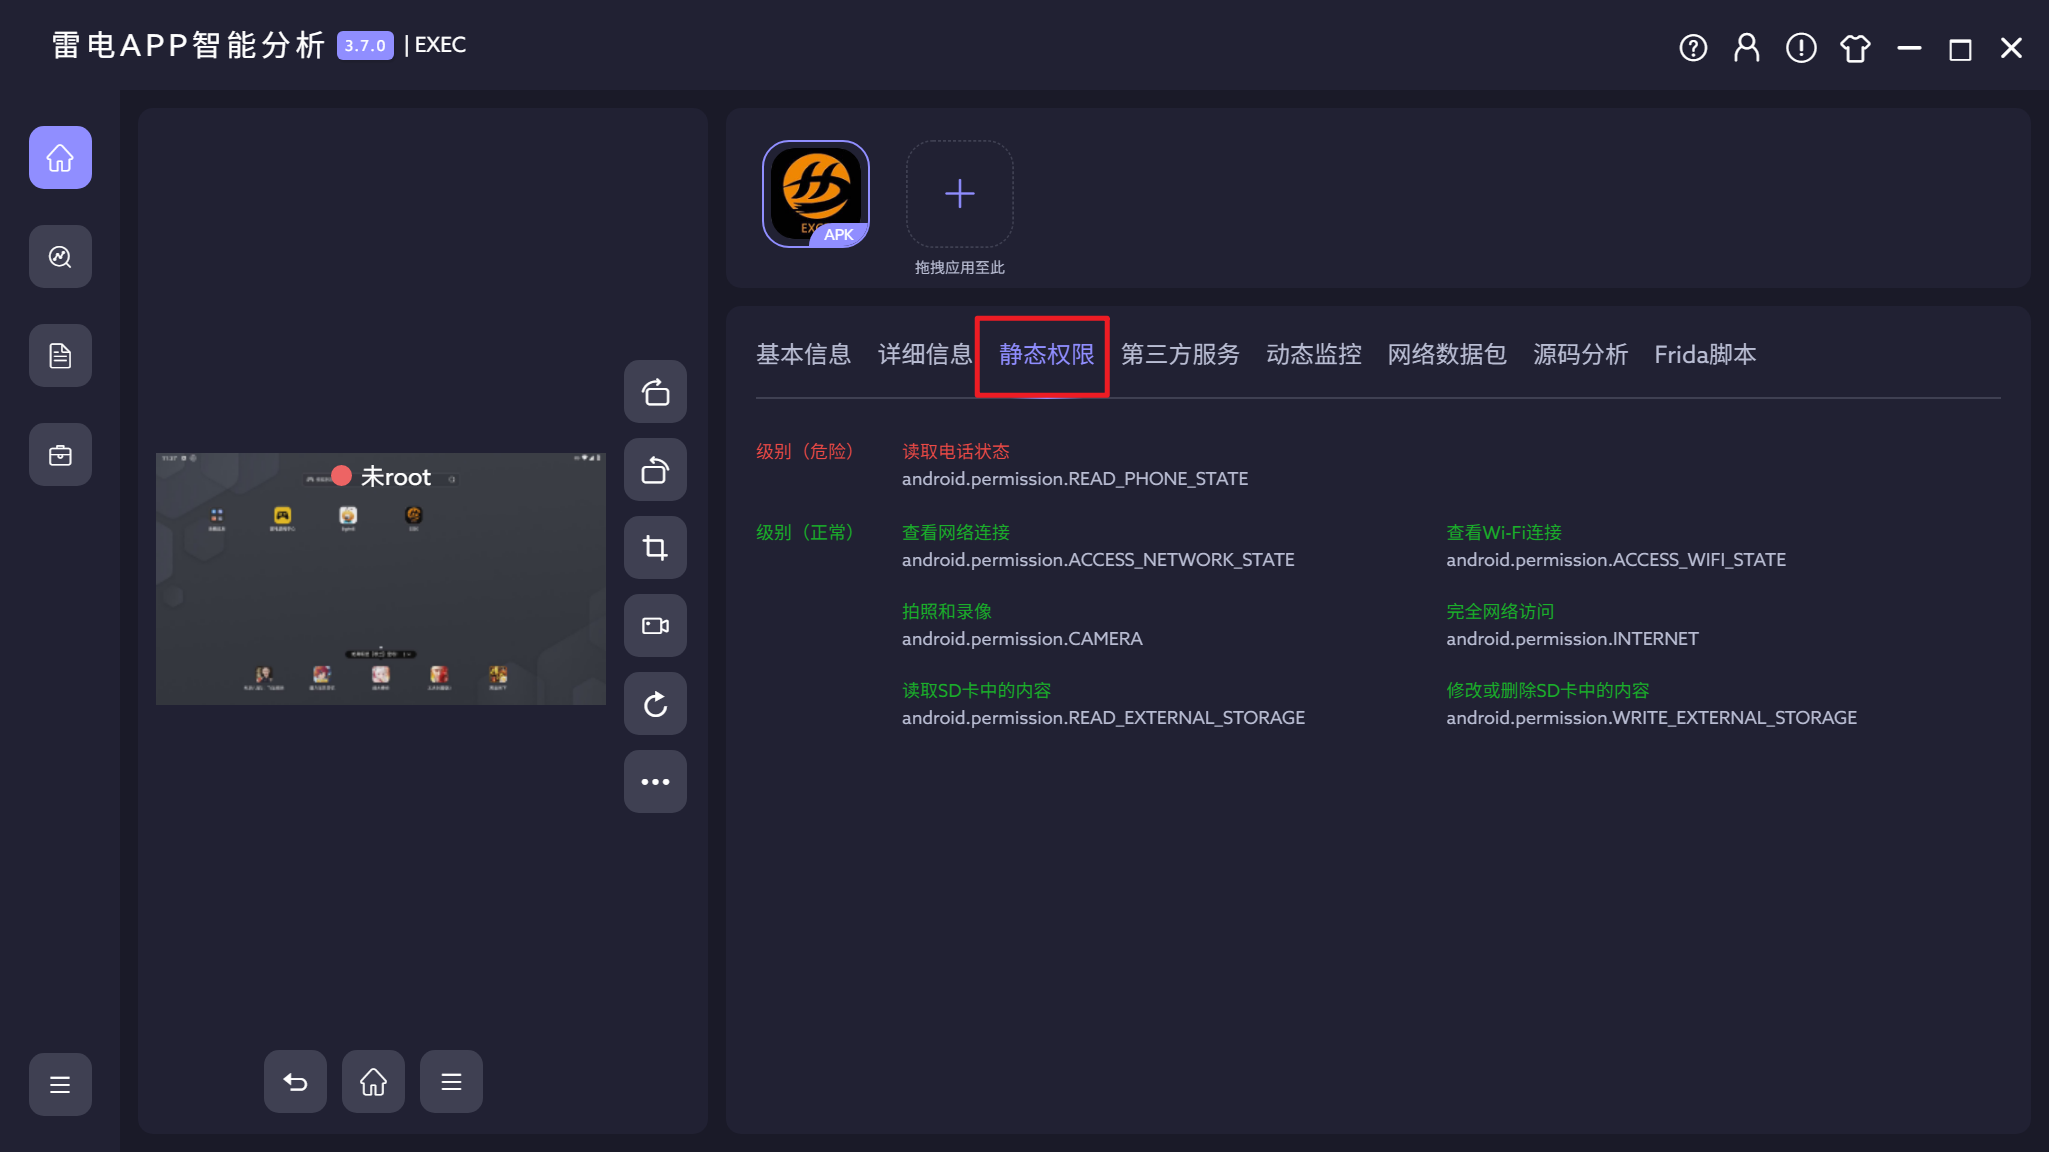 雷电APP智能分析 3.7.0 | EXEC
APK
拖拽应用至此
基本信息 详细信息 静态权限 第三方服务 动态监控 网络数据包 源码分析 Frida脚本
级别（危险） 读取电话状态
android.permission.READ_PHONE_STATE
级别（正常） 查看网络连接 查看Wi-Fi连接
android.permission.ACCESS_NETWORK_STATE android.permission.ACCESS_WIFI_STATE
拍照和录像 完全网络访问
android.permission.CAMERA android.permission.INTERNET
读取SD卡中的内容 修改或删除SD卡中的内容
android.permission.READ_EXTERNAL_STORAGE android.permission.WRITE_EXTERNAL_STORAGE
未root